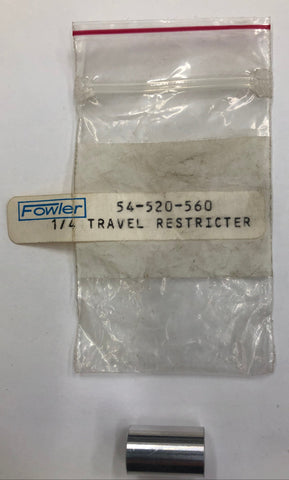 Fowler 54-520-560
1/4 TRAVEL RESTRICTER